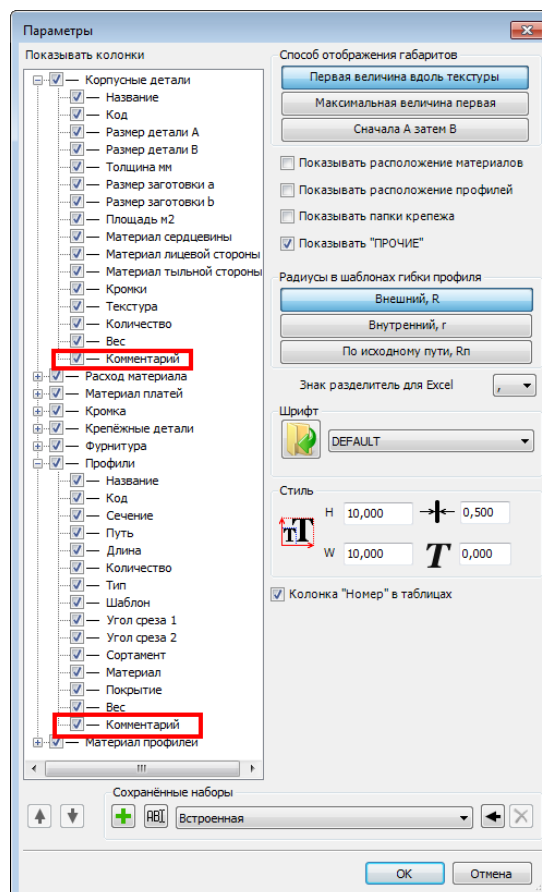 Параметры
Показывать колонки
Корпусные детали
Название
Код
Размер детали A
Размер детали B
Толщина мм
Размер заготовки a
Размер заготовки b
Площадь м2
Материал сердцевины
Материал лицевой стороны
Материал тыльной стороны
Кромки
Текстура
Количество
Вес
Комментарий
Расход материала
Материал платей
Кромка
Крепёжные детали
Фурнитура
Профили
Название
Код
Сечение
Путь
Длина
Количество
Тип
Шаблон
Угол среза 1
Угол среза 2
Сортамент
Материал
Покрытие
Вес
Комментарий
Материал профилей
Способ отображения габаритов
Первая величина вдоль текстуры
Максимальная величина первая
Сначала A затем B
Показывать расположение материалов
Показывать расположение профилей
Показывать папки крепежа
Показывать "ПРОЧИЕ"
Радиусы в шаблонах гибки профиля
Внешний, R
Внутренний, r
По исходному пути, Rп
Знак разделитель для Excel ,
Шрифт
DEFAULT
Стиль
H 10,000 0,500
W 10,000 T 0,000
Колонка "Номер" в таблицах
Сохранённые наборы
ABI Встроенная
OK Отмена